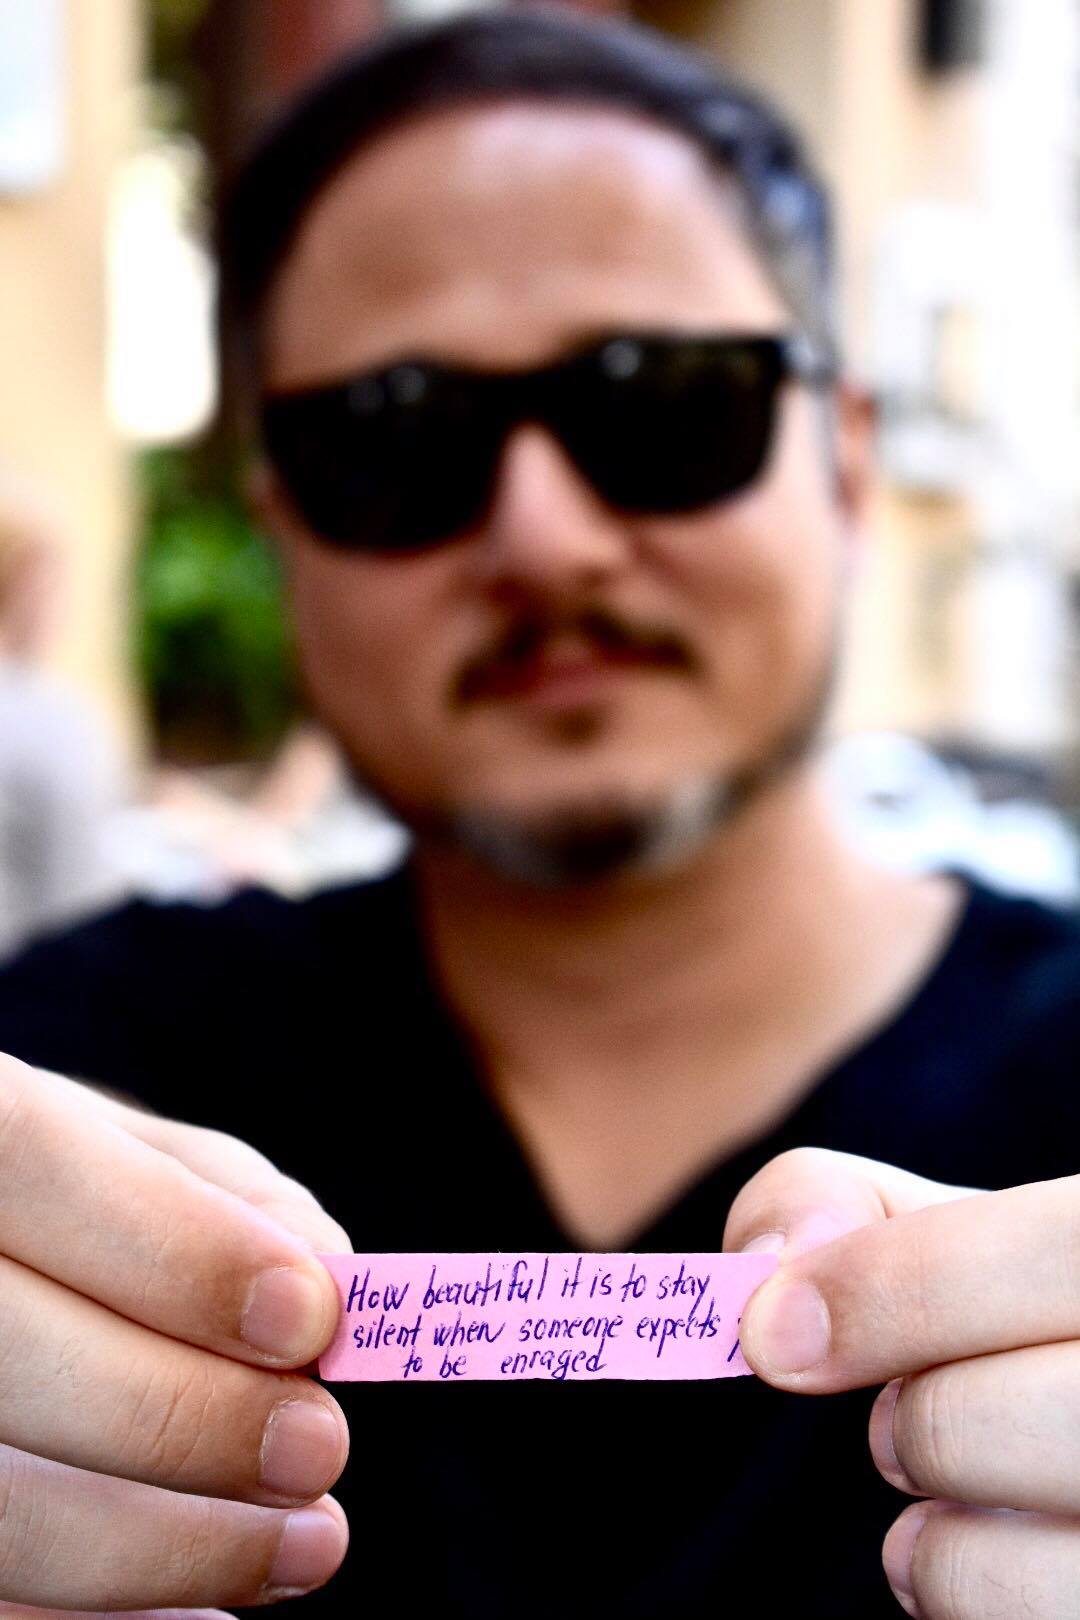 How beautiful it is to stay
silent when someone expects
to be enraged